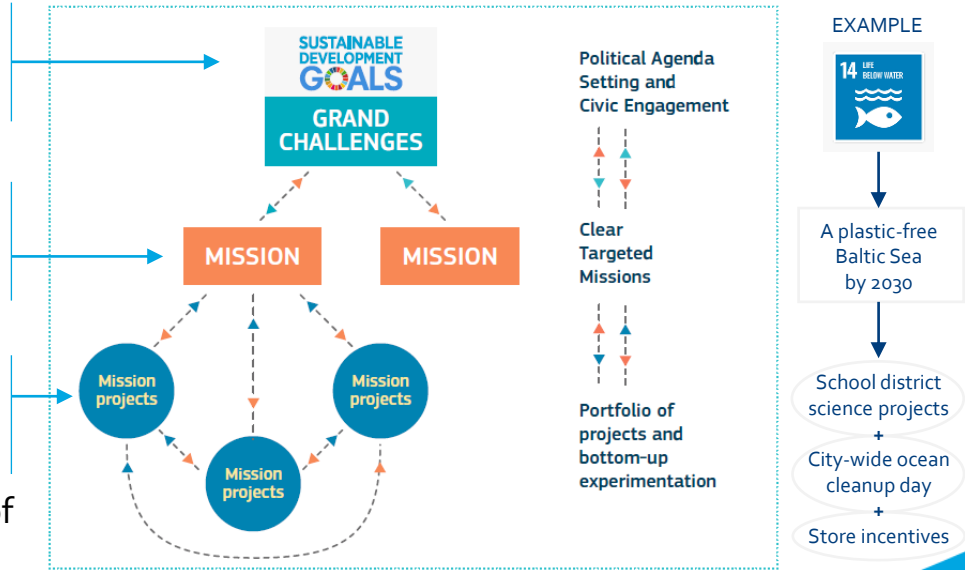 SUSTAINABLE
DEVELOPMENT
GOALS
GRAND
CHALLENGES
MISSION
MISSION
Mission
projects
Mission
projects
Mission
projects
Political Agenda
Setting and
Civic Engagement
Clear
Targeted
Missions
Portfolio of
projects and
bottom-up
experimentation
EXAMPLE
14 LIFE
BELOW WATER
A plastic-free
Baltic Sea
by 2030
School district
science projects
+
City-wide ocean
cleanup day
+
Store incentives